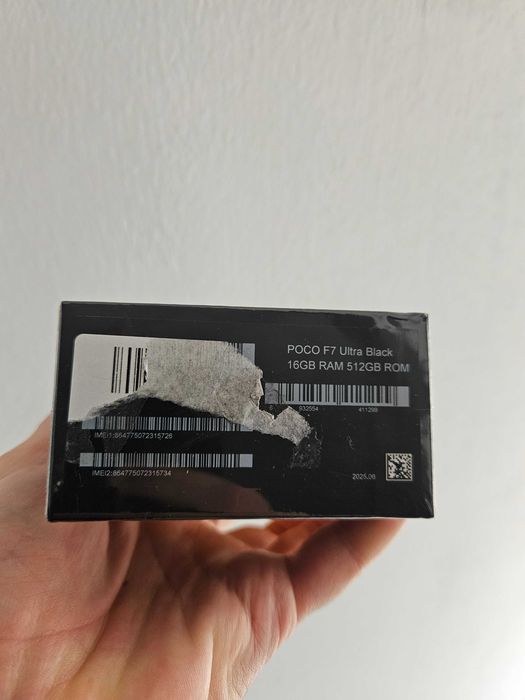 POCO F7 Ultra Black
16GB RAM 512GB ROM
932554 411298
IMEI1:864775072315726
IMEI2:864775072315734
2025.06